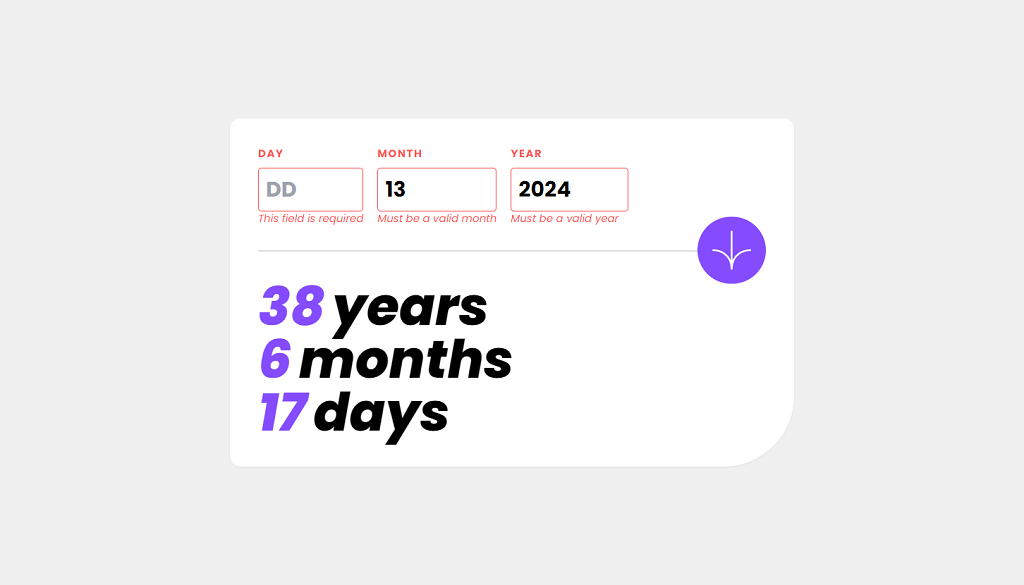 DAY MONTH YEAR
DD 13 2024
This field is required Must be a valid month Must be a valid year
38 years
6 months
17 days